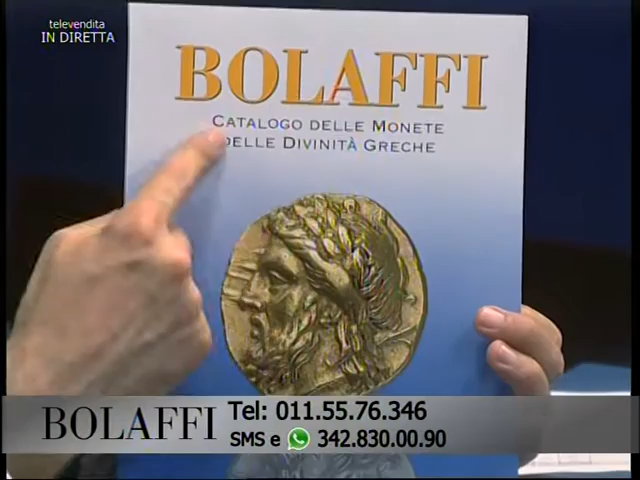 televendita
IN DIRETTA
BOLAFFI
CATALOGO DELLE MONETE
DELLE DIVINITÀ GRECHE
BOLAFFI
Tel: 011.55.76.346
SMS e 342.830.00.90